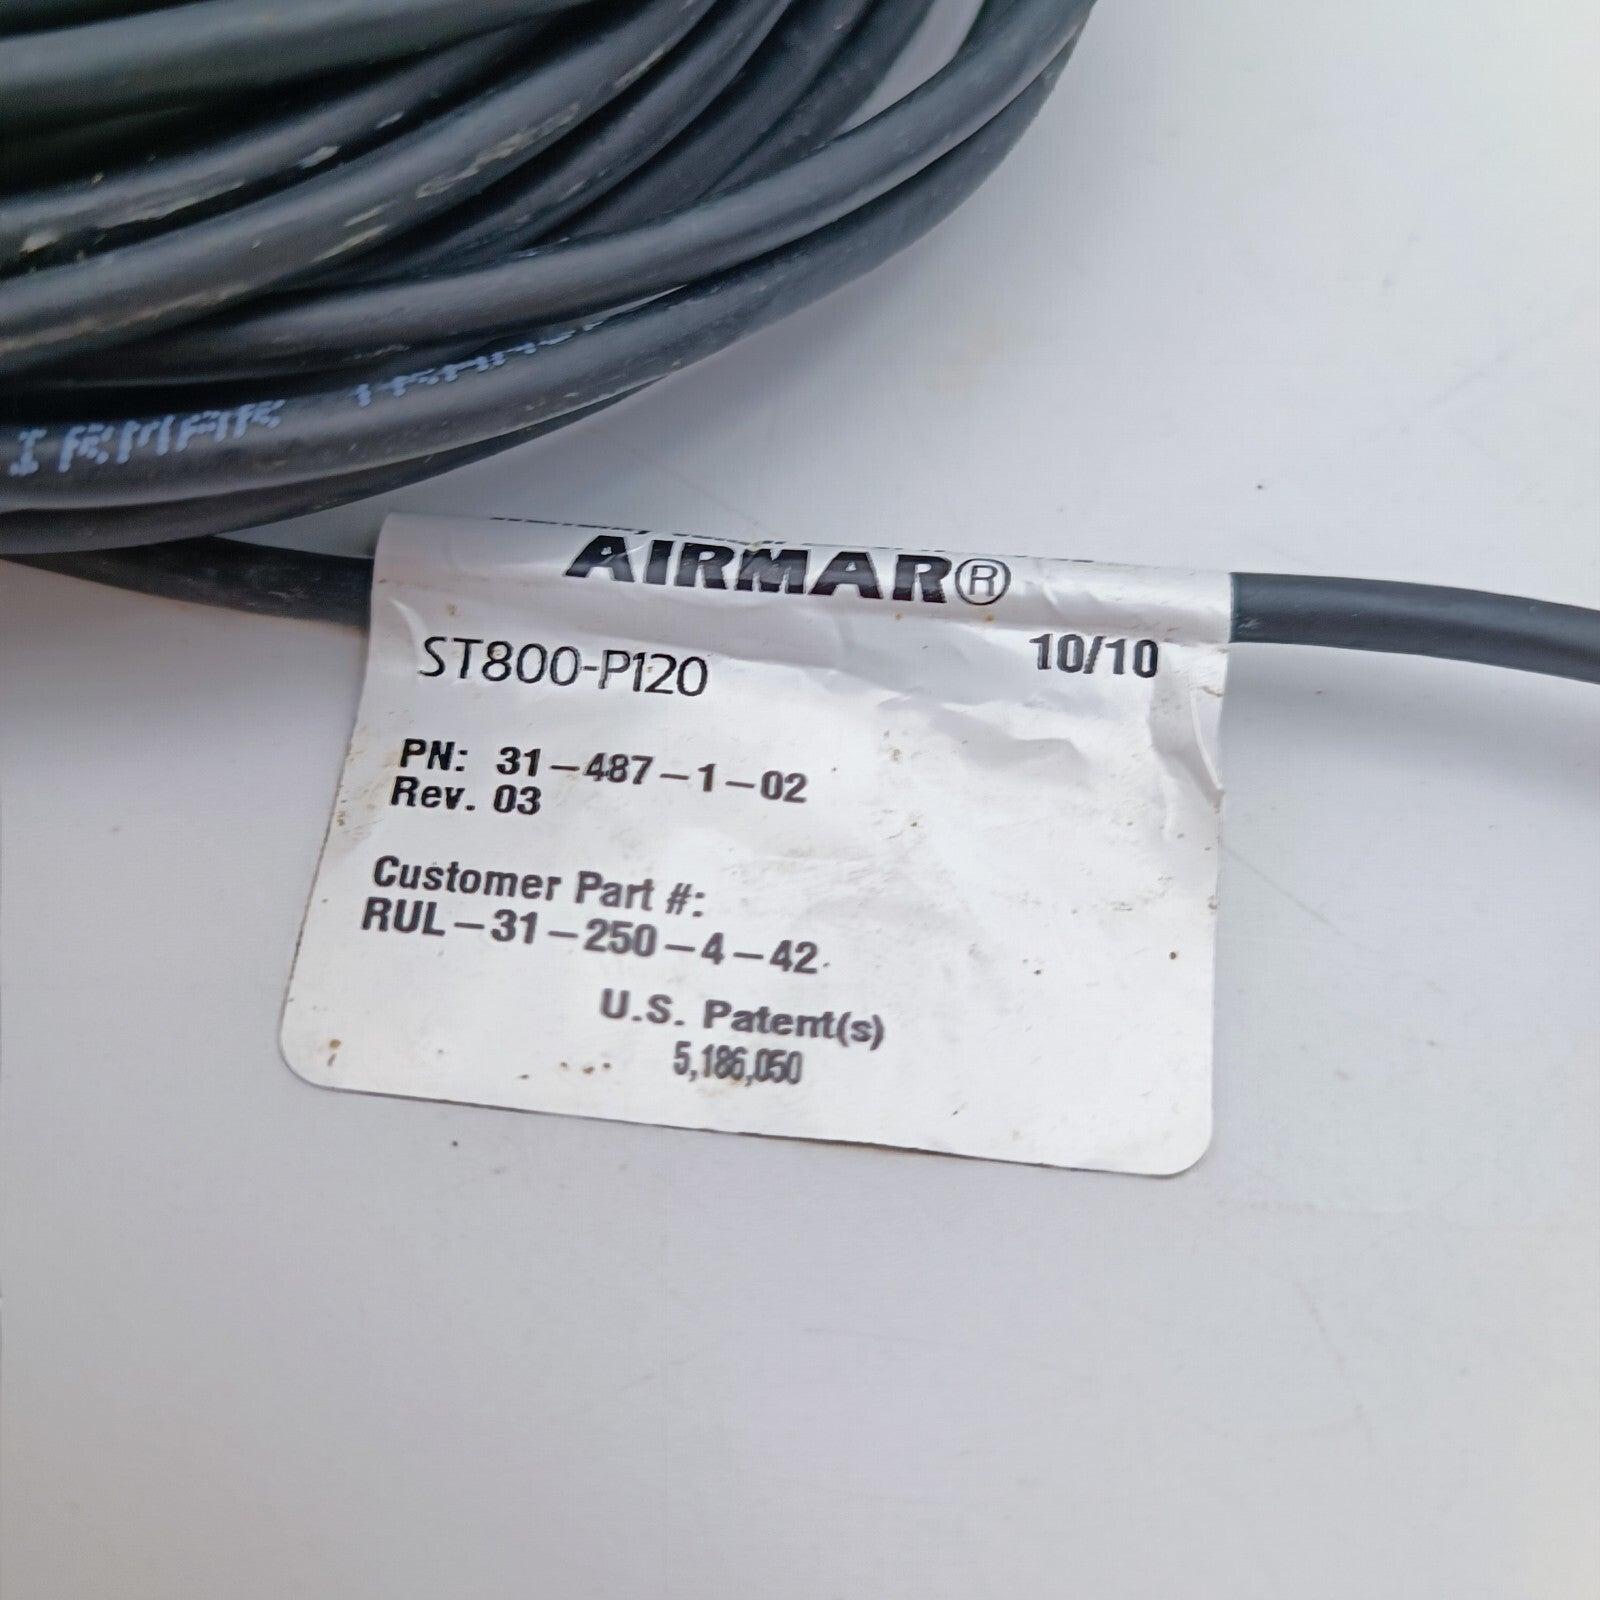 AIRMAR®
ST800-P120
10/10
PN: 31-487-1-02
Rev. 03
Customer Part #:
RUL-31-250-4-42
U.S. Patent(s)
5,186,050